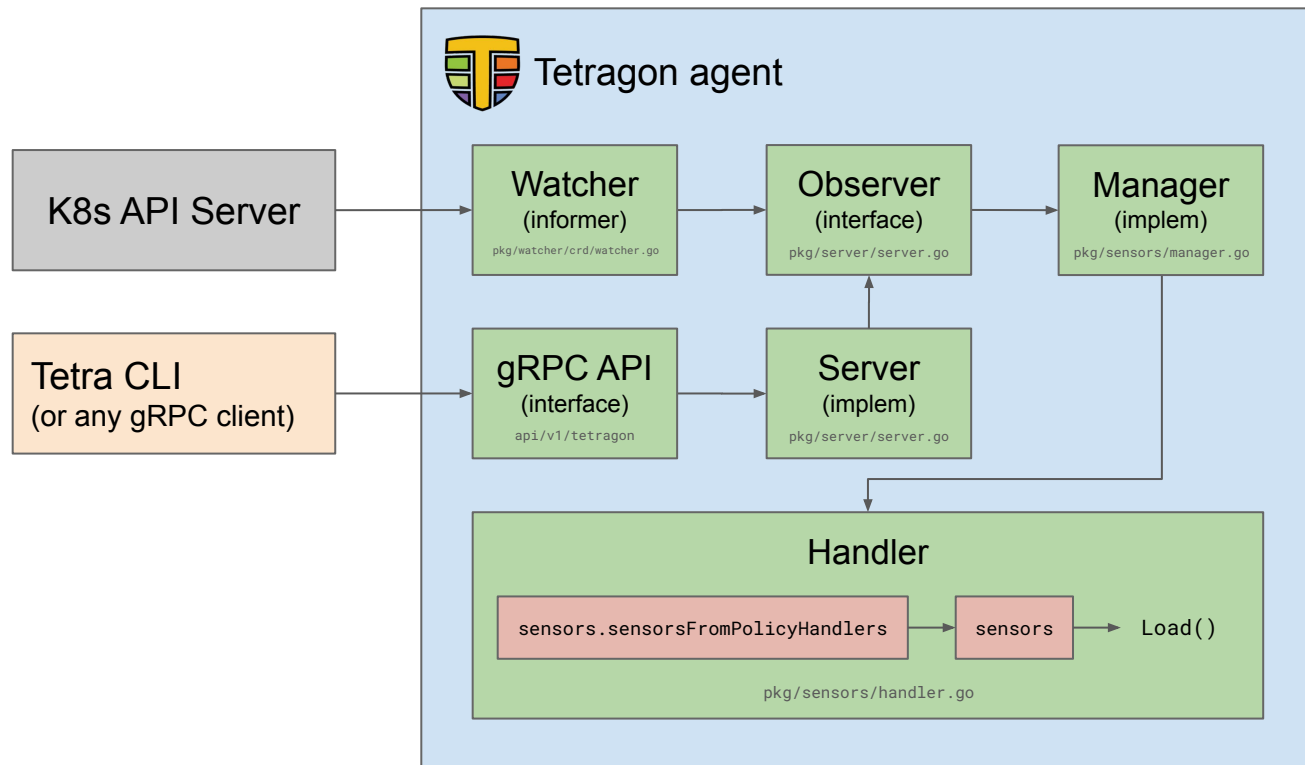 Tetragon agent
K8s API Server
Watcher
(informer)
pkg/watcher/crd/watcher.go
Observer
(interface)
pkg/server/server.go
Manager
(implem)
pkg/sensors/manager.go
Tetra CLI
(or any gRPC client)
gRPC API
(interface)
api/v1/tetragon
Server
(implem)
pkg/server/server.go
Handler
sensors.sensorsFromPolicyHandlers
sensors
Load()
pkg/sensors/handler.go